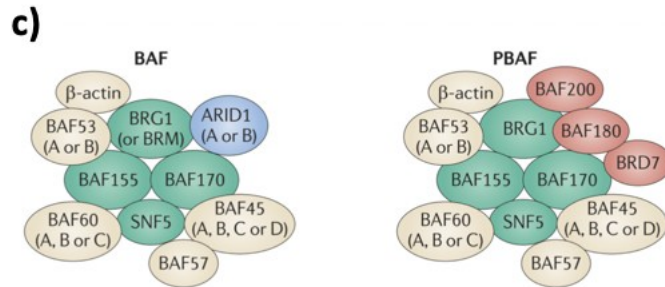 c)
BAF
β-actin
BAF53
(A or B)
BRG1
(or BRM)
ARID1
(A or B)
BAF155
BAF170
BAF60
(A, B or C)
SNF5
BAF45
(A, B, C or D)
BAF57
PBAF
β-actin
BAF200
BAF53
(A or B)
BRG1
BAF180
BRD7
BAF155
BAF170
BAF60
(A, B or C)
SNF5
BAF45
(A, B, C or D)
BAF57